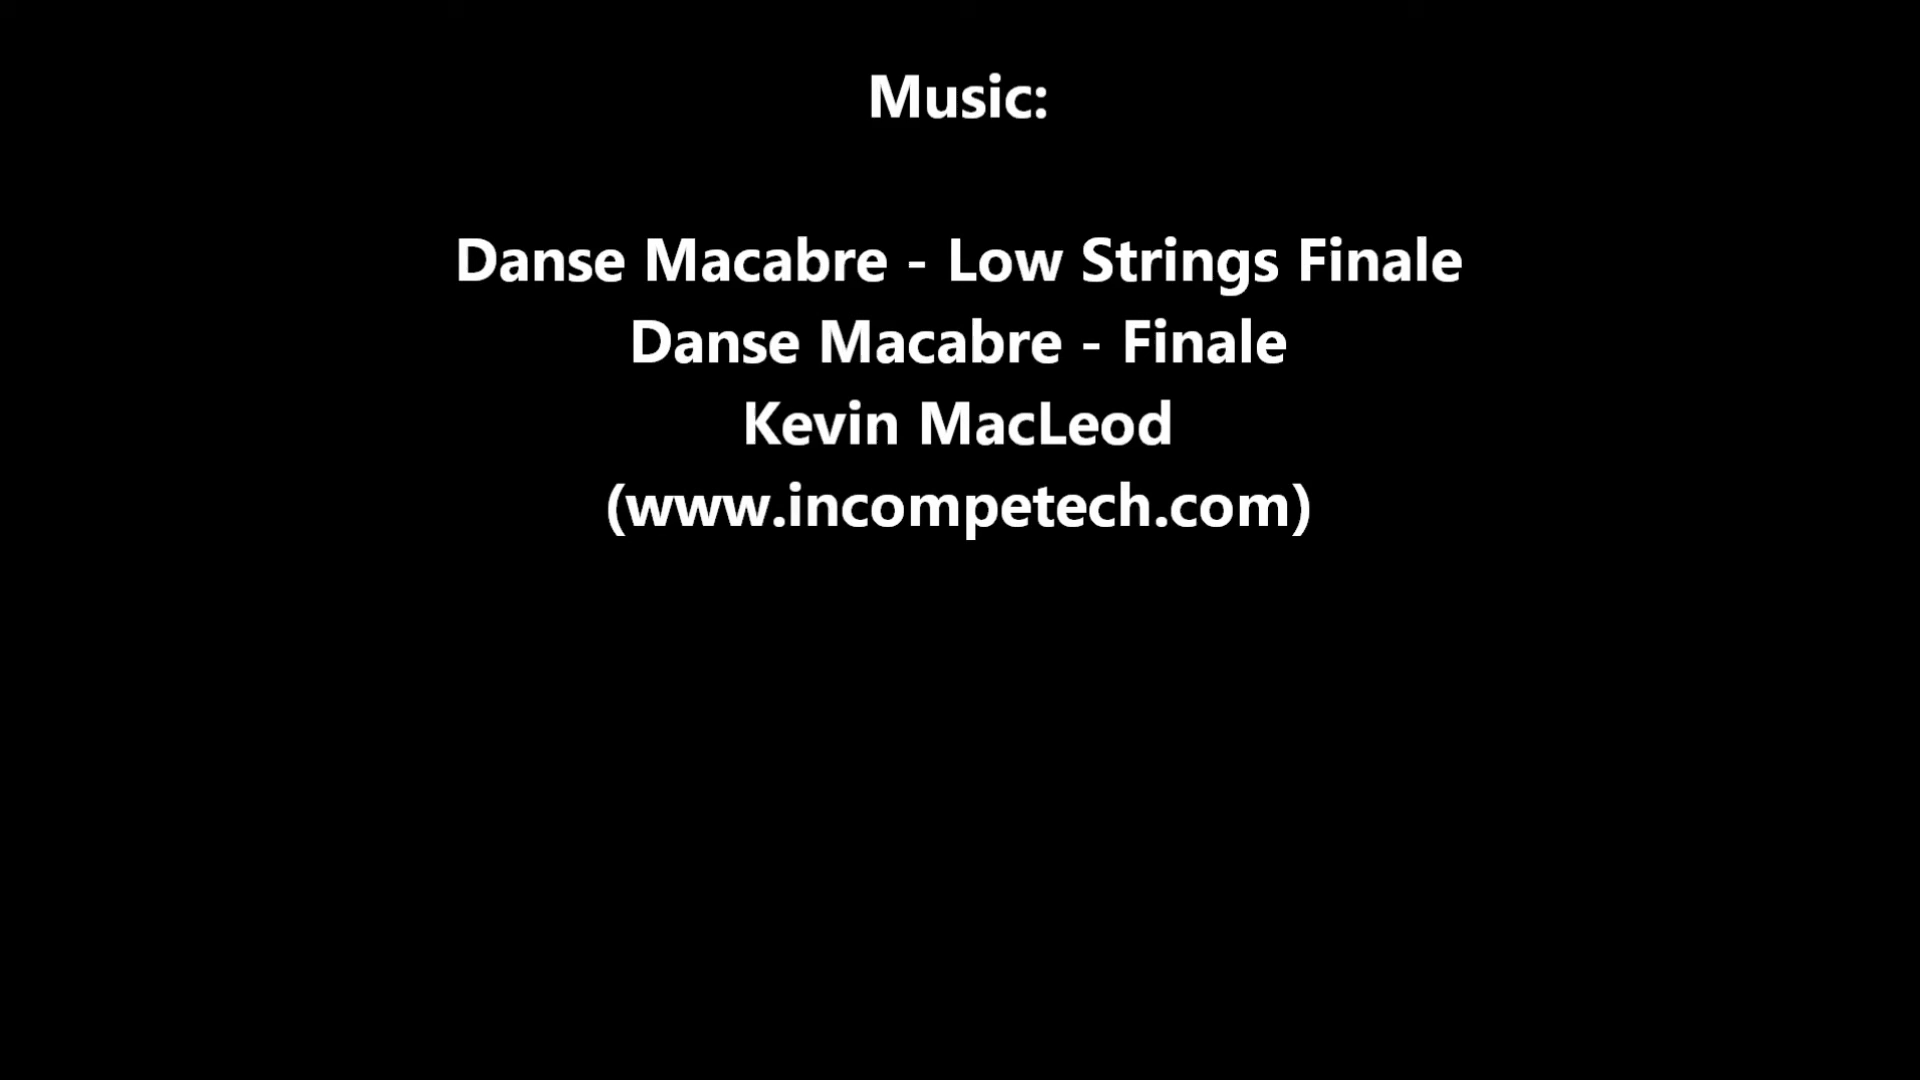 Music:
Danse Macabre - Low Strings Finale
Danse Macabre - Finale
Kevin MacLeod
(www.incompetech.com)